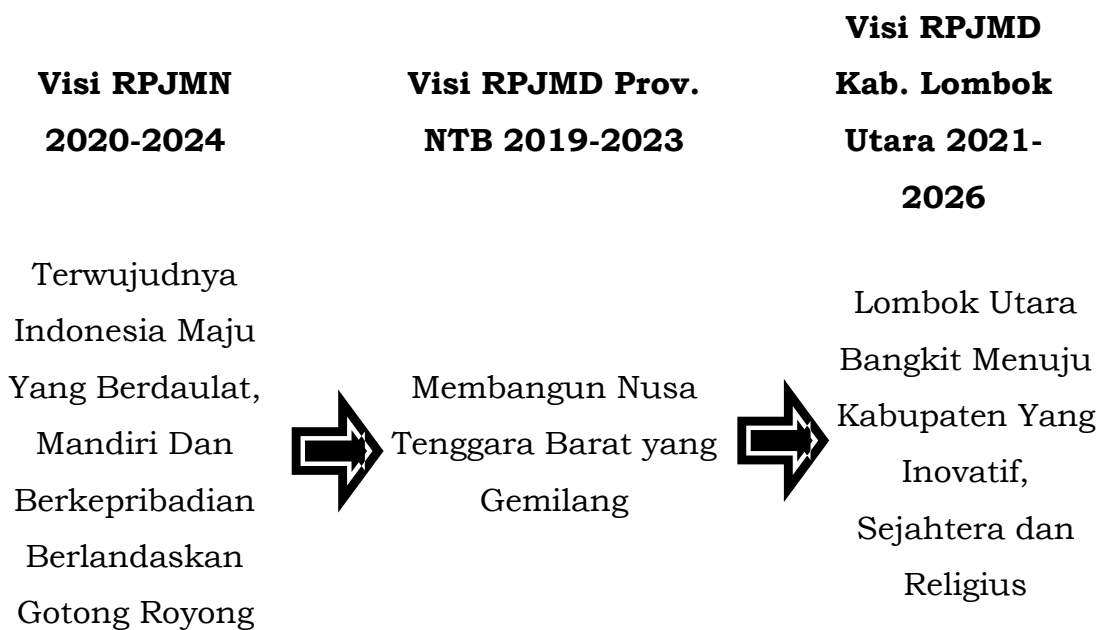 Visi RPJMN
2020-2024
Visi RPJMD Prov.
NTB 2019-2023
Visi RPJMD
Kab. Lombok
Utara 2021-
2026
Terwujudnya
Indonesia Maju
Yang Berdaulat,
Mandiri Dan
Berkepribadian
Berlandaskan
Gotong Royong
Membangun Nusa
Tenggara Barat yang
Gemilang
Lombok Utara
Bangkit Menuju
Kabupaten Yang
Inovatif,
Sejahtera dan
Religius